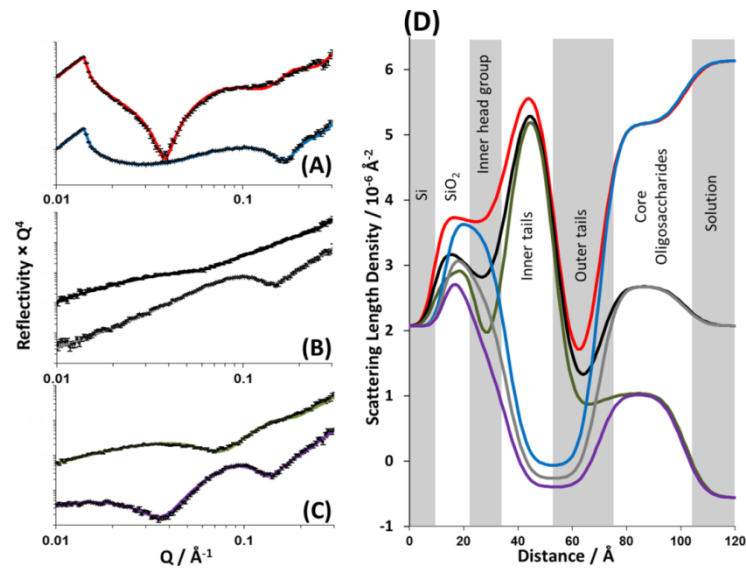 (A)
0.01
0.1
(B)
0.01
0.1
(C)
0.01
0.1
Reflectivity × Q⁴
Q / Å⁻¹
(D)
Si
SiO₂
Inner head group
Inner tails
Outer tails
Core
Oligosaccharides
Solution
Scattering Length Density / 10⁻⁶ Å⁻²
6
5
4
3
2
1
0
-1
0
20
40
60
80
100
120
Distance / Å